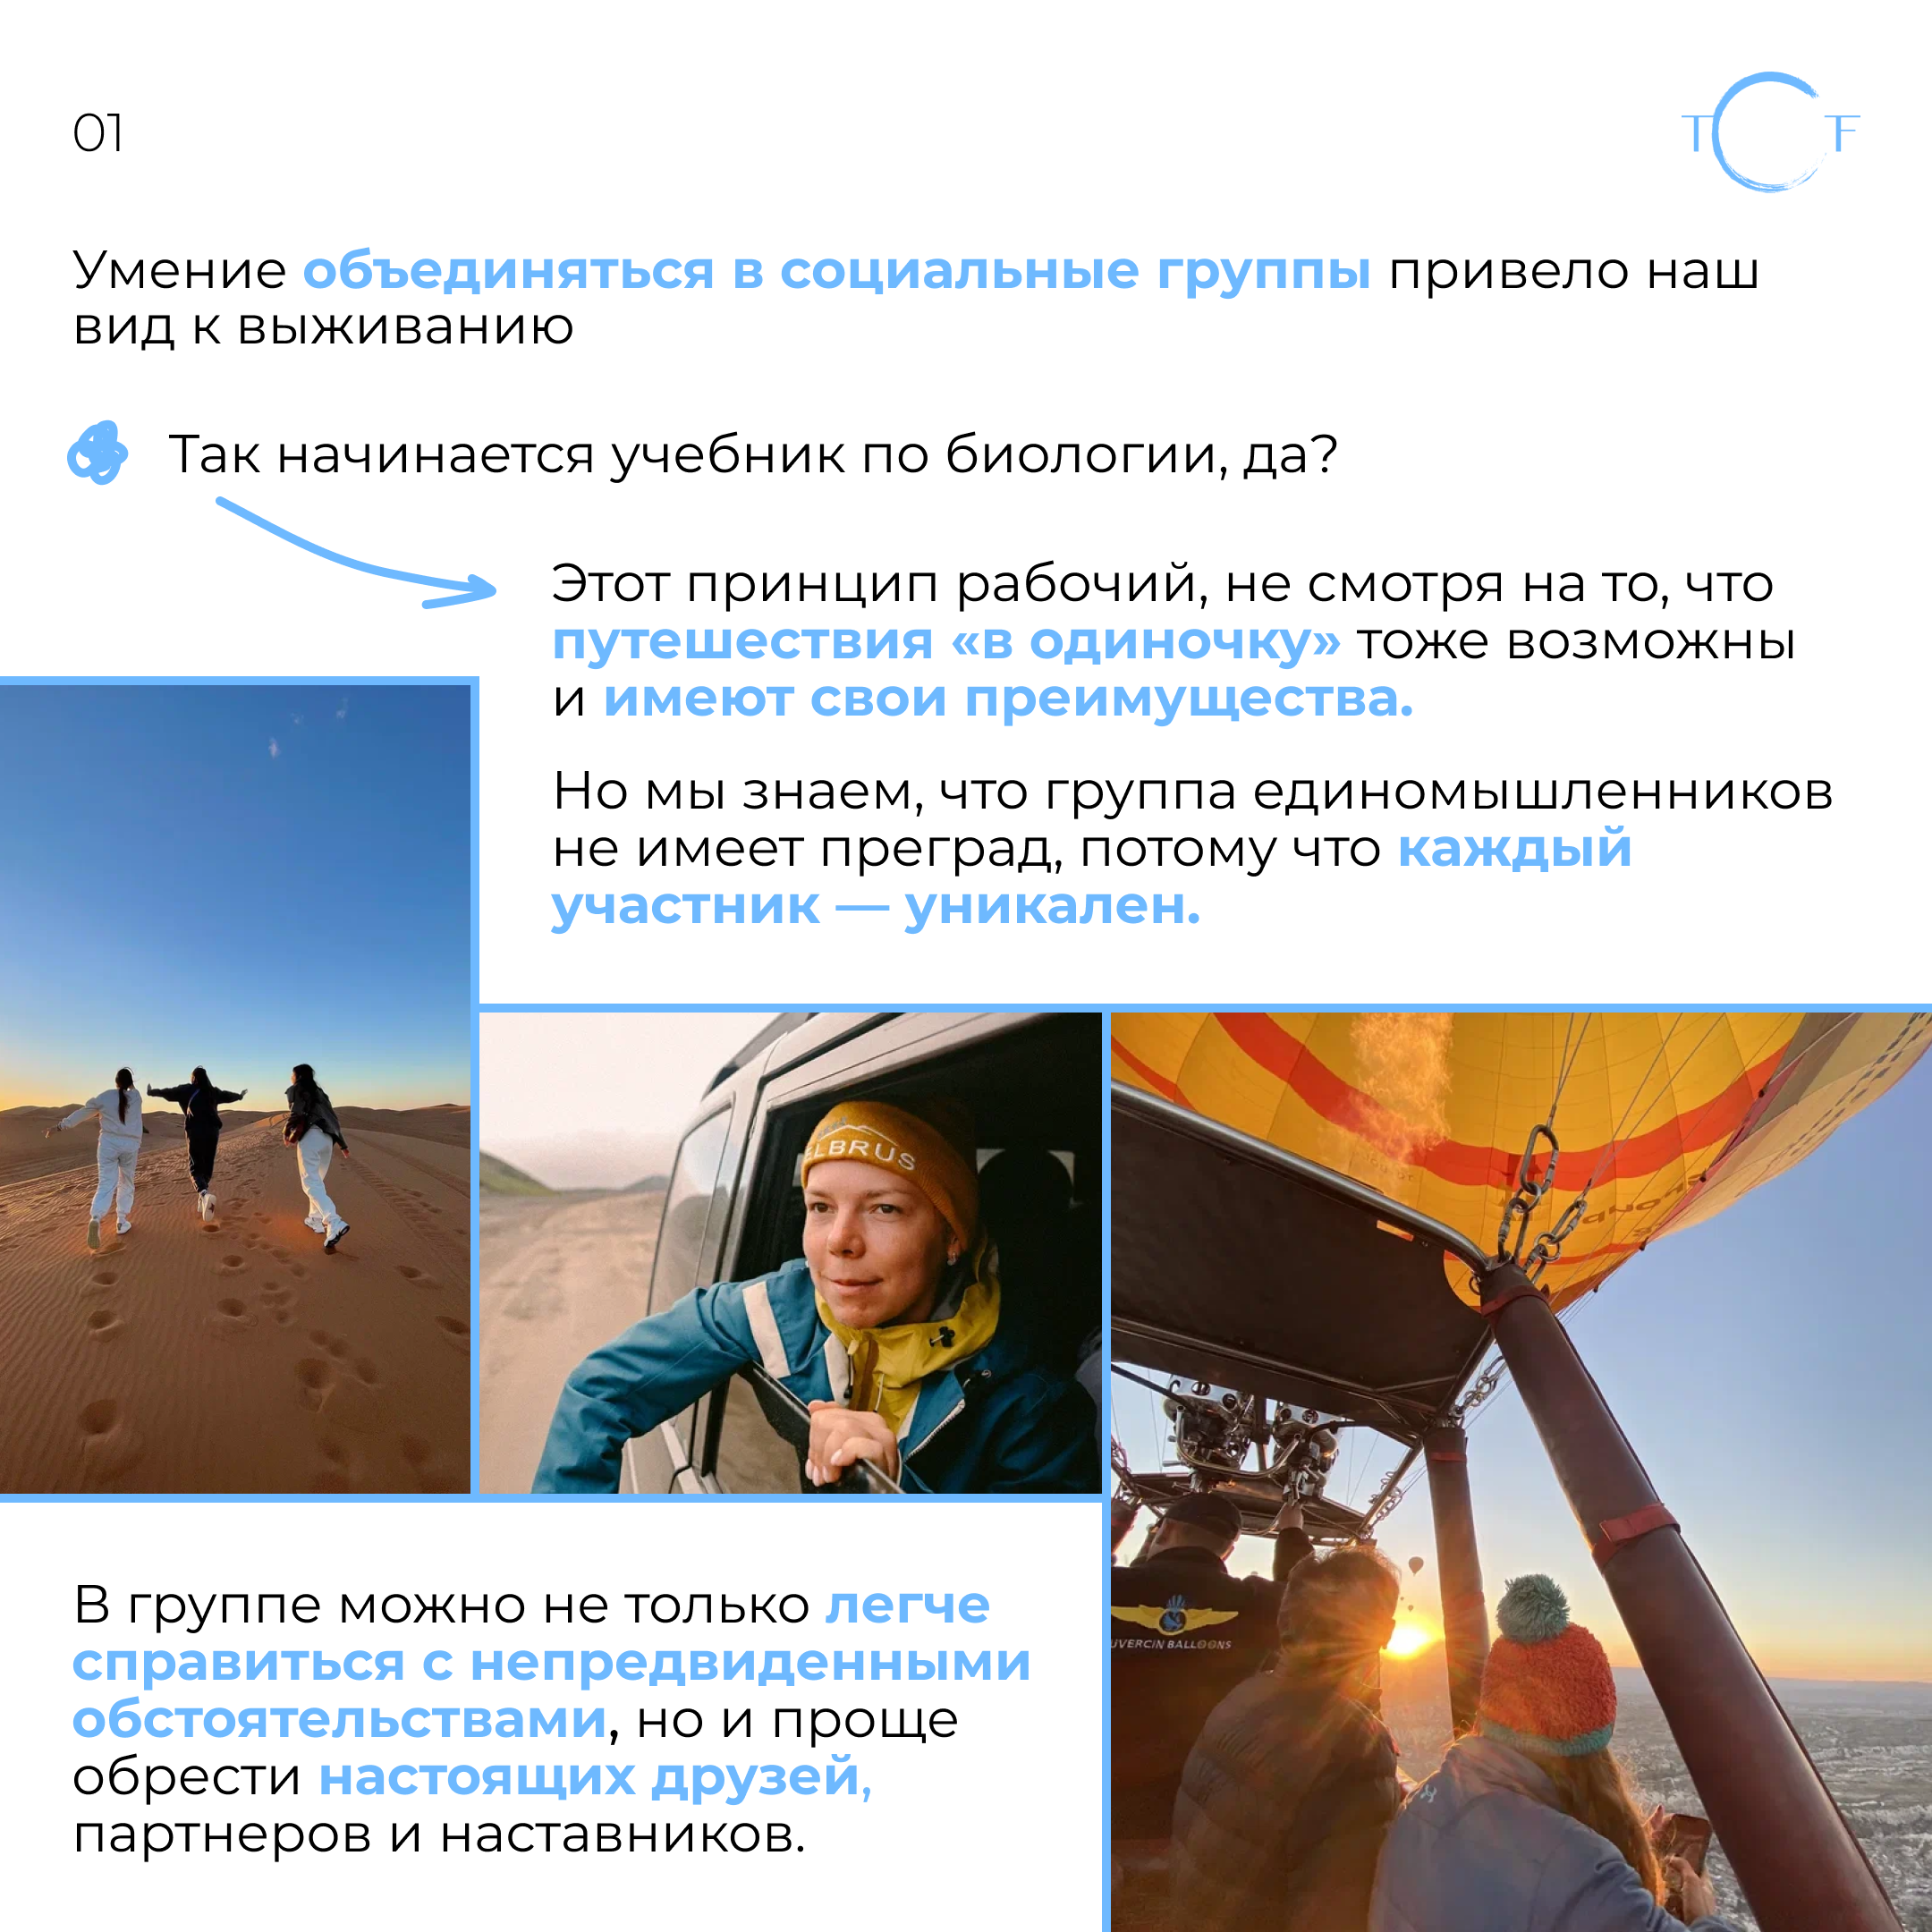 01
T C F
Умение объединяться в социальные группы привело наш
вид к выживанию
Так начинается учебник по биологии, да?
Этот принцип рабочий, не смотря на то, что
путешествия «в одиночку» тоже возможны
и имеют свои преимущества.
Но мы знаем, что группа единомышленников
не имеет преград, потому что каждый
участник — уникален.
ELBRUS
UVERCIN BALLOONS
В группе можно не только легче
справиться с непредвиденными
обстоятельствами, но и проще
обрести настоящих друзей,
партнеров и наставников.